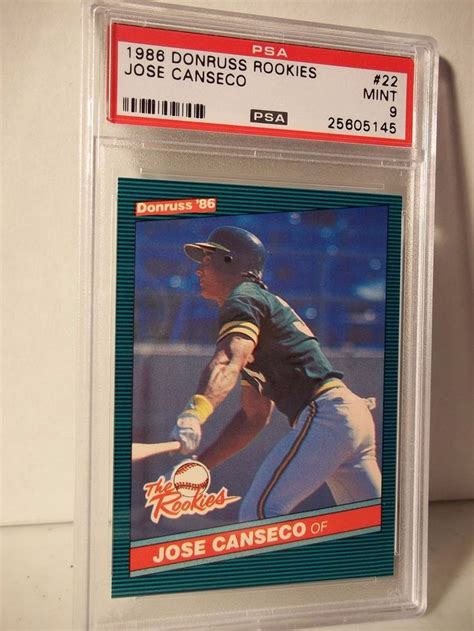 PSA
1986 DONRUSS ROOKIES #22
JOSE CANSECO MINT
9
PSA 25605145
Donruss '86
The
Rookies
JOSE CANSECO OF